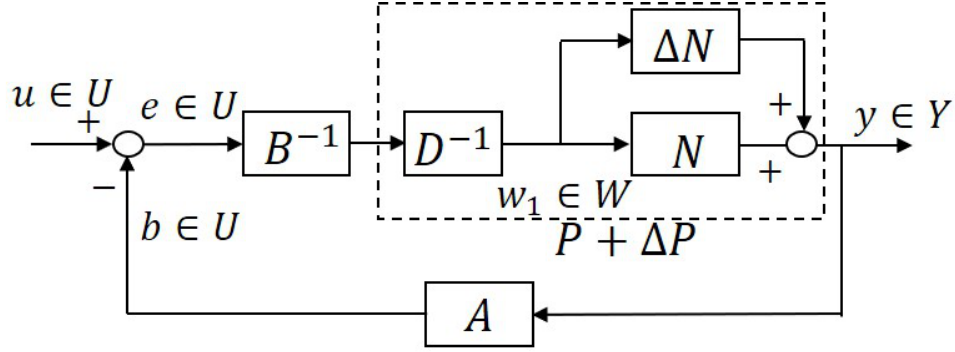 ΔN
u ∈ U
+
e ∈ U
B⁻¹
D⁻¹
N
+
+
y ∈ Y
−
b ∈ U
w₁ ∈ W
P + ΔP
A